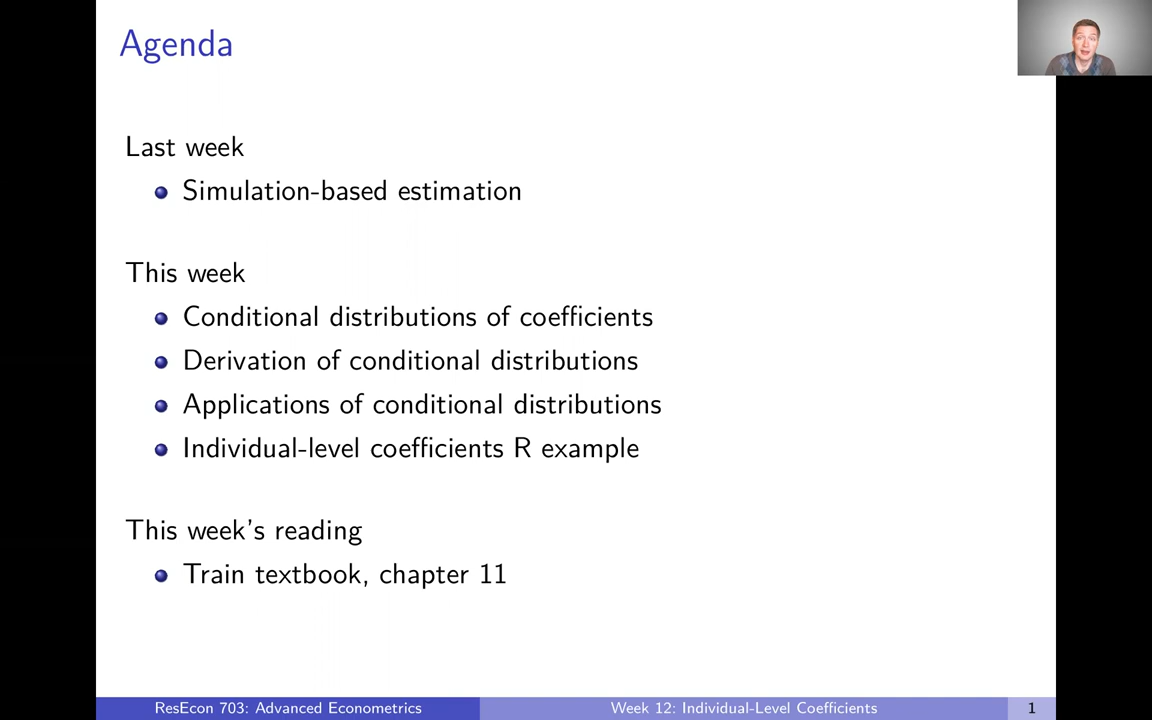 Agenda
Last week
Simulation-based estimation
This week
Conditional distributions of coefficients
Derivation of conditional distributions
Applications of conditional distributions
Individual-level coefficients R example
This week's reading
Train textbook, chapter 11
ResEcon 703: Advanced Econometrics
Week 12: Individual-Level Coefficients
1